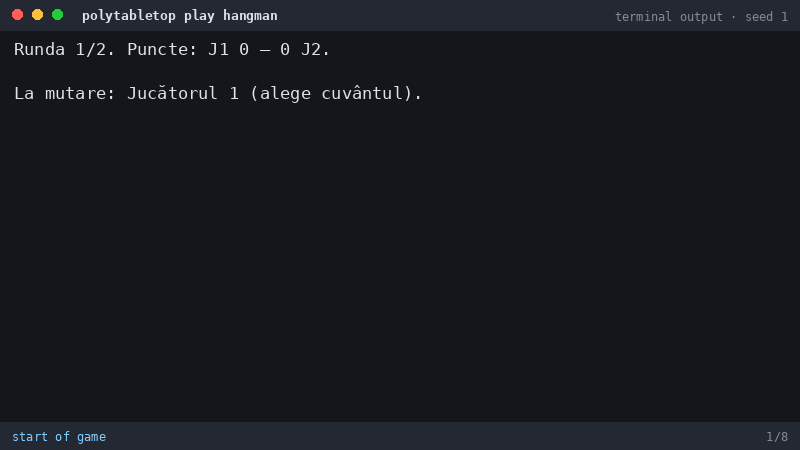 polytabletop play hangman
terminal output · seed 1
Runda 1/2. Puncte: J1 0 – 0 J2.
La mutare: Jucătorul 1 (alege cuvântul).
start of game
1/8